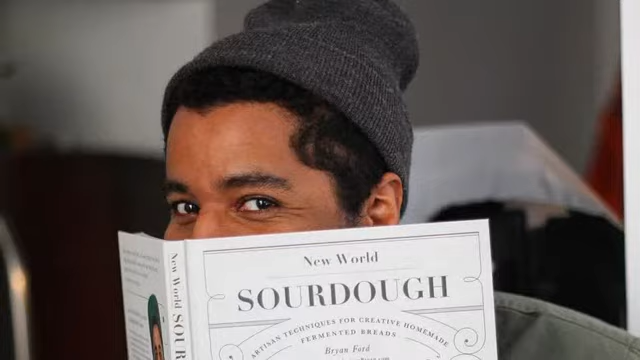 New World
SOURDOUGH
ARTISAN TECHNIQUES FOR CREATIVE HOMEMADE
FERMENTED BREADS
Bryan Ford
New World SOUR